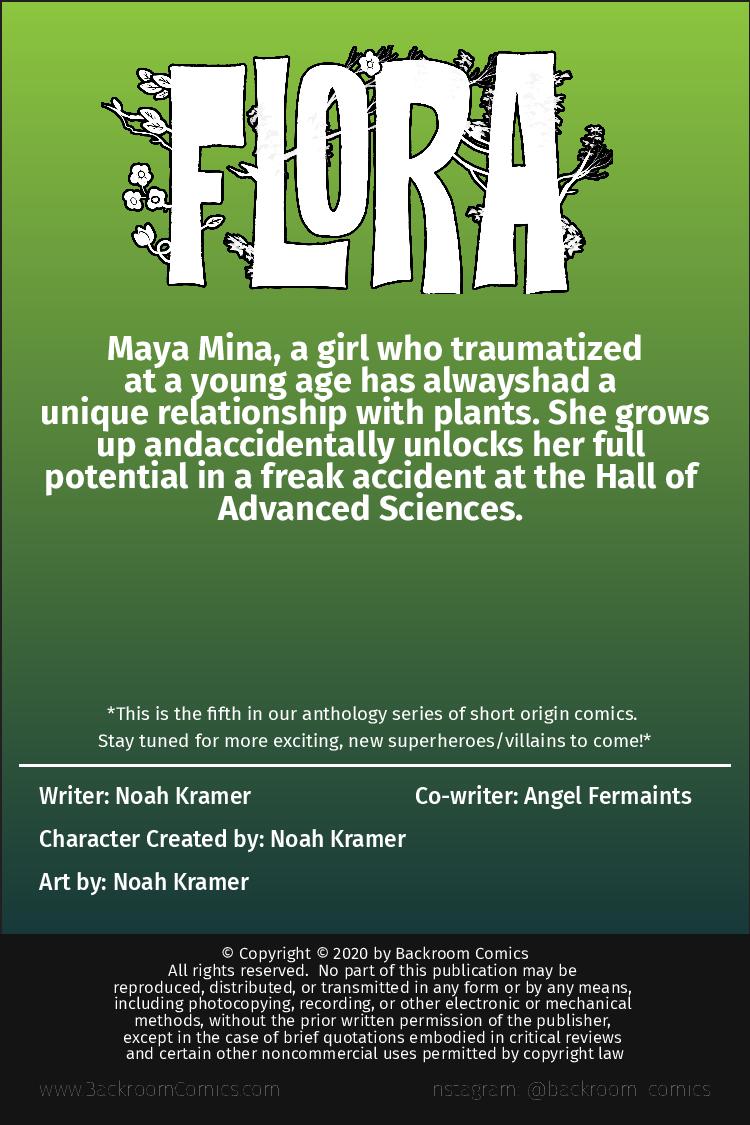 FLORA
Maya Mina, a girl who traumatized
at a young age has alwayshad a
unique relationship with plants. She grows
up andaccidentally unlocks her full
potential in a freak accident at the Hall of
Advanced Sciences.
*This is the fifth in our anthology series of short origin comics.
Stay tuned for more exciting, new superheroes/villains to come!*
Writer: Noah Kramer
Co-writer: Angel Fermaints
Character Created by: Noah Kramer
Art by: Noah Kramer
© Copyright © 2020 by Backroom Comics
All rights reserved. No part of this publication may be
reproduced, distributed, or transmitted in any form or by any means,
including photocopying, recording, or other electronic or mechanical
methods, without the prior written permission of the publisher,
except in the case of brief quotations embodied in critical reviews
and certain other noncommercial uses permitted by copyright law
www.BackroomComics.com
Instagram: @backroom_comics